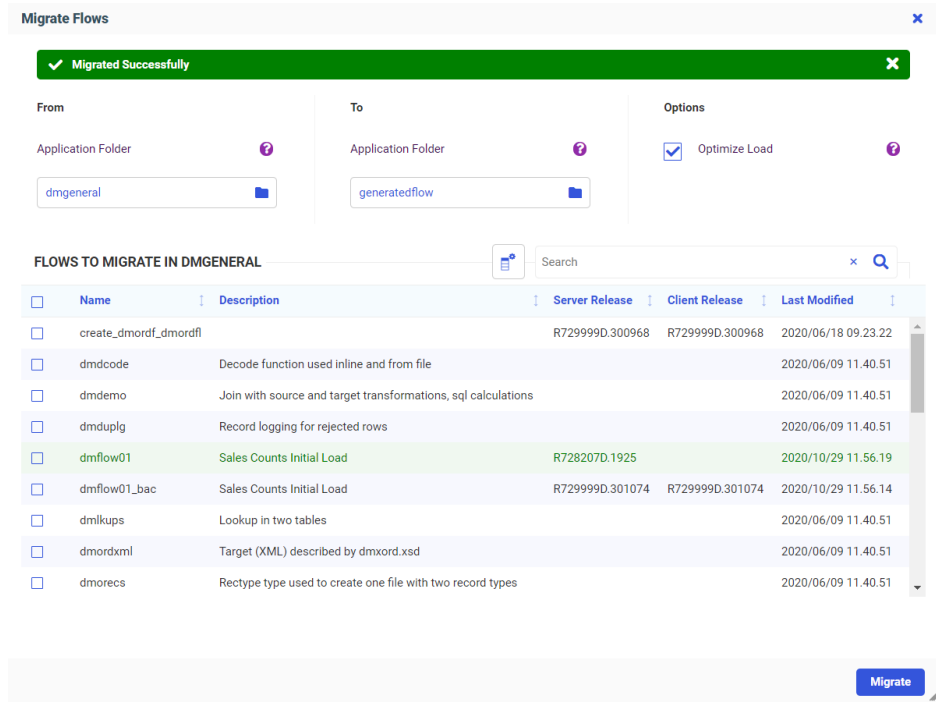 Migrate Flows
Migrated Successfully
From To Options
Application Folder Application Folder Optimize Load
dmgeneral generatedflow
FLOWS TO MIGRATE IN DMGENERAL Search
Name Description Server Release Client Release Last Modified
create_dmordf_dmordfl R729999D.300968 R729999D.300968 2020/06/18 09.23.22
dmdcode Decode function used inline and from file 2020/06/09 11.40.51
dmdemo Join with source and target transformations, sql calculations 2020/06/09 11.40.51
dmduplg Record logging for rejected rows 2020/06/09 11.40.51
dmflow01 Sales Counts Initial Load R728207D.1925 2020/10/29 11.56.19
dmflow01_bac Sales Counts Initial Load R729999D.301074 R729999D.301074 2020/10/29 11.56.14
dmlkups Lookup in two tables 2020/06/09 11.40.51
dmordxml Target (XML) described by dmxord.xsd 2020/06/09 11.40.51
dmorecs Rectype type used to create one file with two record types 2020/06/09 11.40.51
Migrate